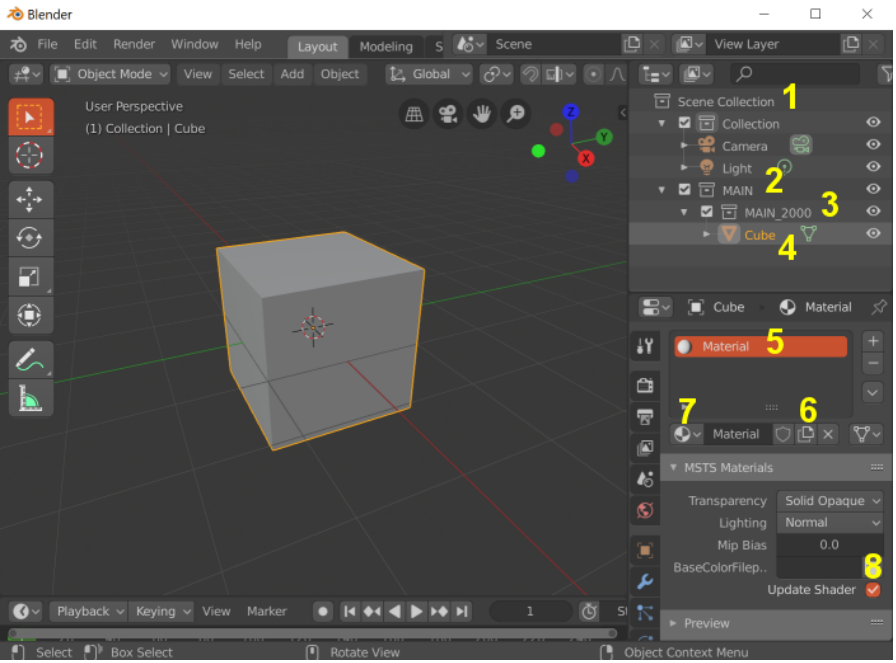 Blender
File Edit Render Window Help Layout Modeling S Scene View Layer
Object Mode View Select Add Object Global
User Perspective
(1) Collection | Cube
Z
Y
X
Scene Collection 1
Collection
Camera
Light
MAIN 2
MAIN_2000 3
Cube 4
Cube Material
Material 5
7 6
Material
MSTS Materials
Transparency Solid Opaque
Lighting Normal
Mip Bias 0.0
BaseColorFilep.. 8
Update Shader
Preview
Playback Keying View Marker 1
Select Box Select Rotate View Object Context Menu